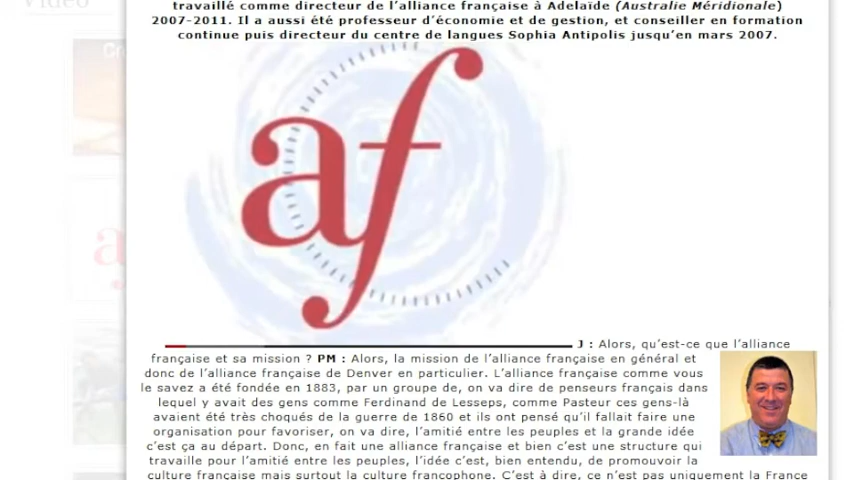 Vidéo
travaillé comme directeur de l'alliance française à Adelaïde (Australie Méridionale)
2007-2011. Il a aussi été professeur d'économie et de gestion, et conseiller en formation
continue puis directeur du centre de langues Sophia Antipolis jusqu'en mars 2007.
af
J : Alors, qu'est-ce que l'alliance
française et sa mission ? PM : Alors, la mission de l'alliance française en général et
donc de l'alliance française de Denver en particulier. L'alliance française comme vous
le savez a été fondée en 1883, par un groupe de, on va dire de penseurs français dans
lequel y avait des gens comme Ferdinand de Lesseps, comme Pasteur ces gens-là
avaient été très choqués de la guerre de 1860 et ils ont pensé qu'il fallait faire une
organisation pour favoriser, on va dire, l'amitié entre les peuples et la grande idée
c'est ça au départ. Donc, en fait une alliance française et bien c'est une structure qui
travaille pour l'amitié entre les peuples, l'idée c'est, bien entendu, de promouvoir la
culture française mais surtout la culture francophone. C'est à dire, ce n'est pas uniquement la France